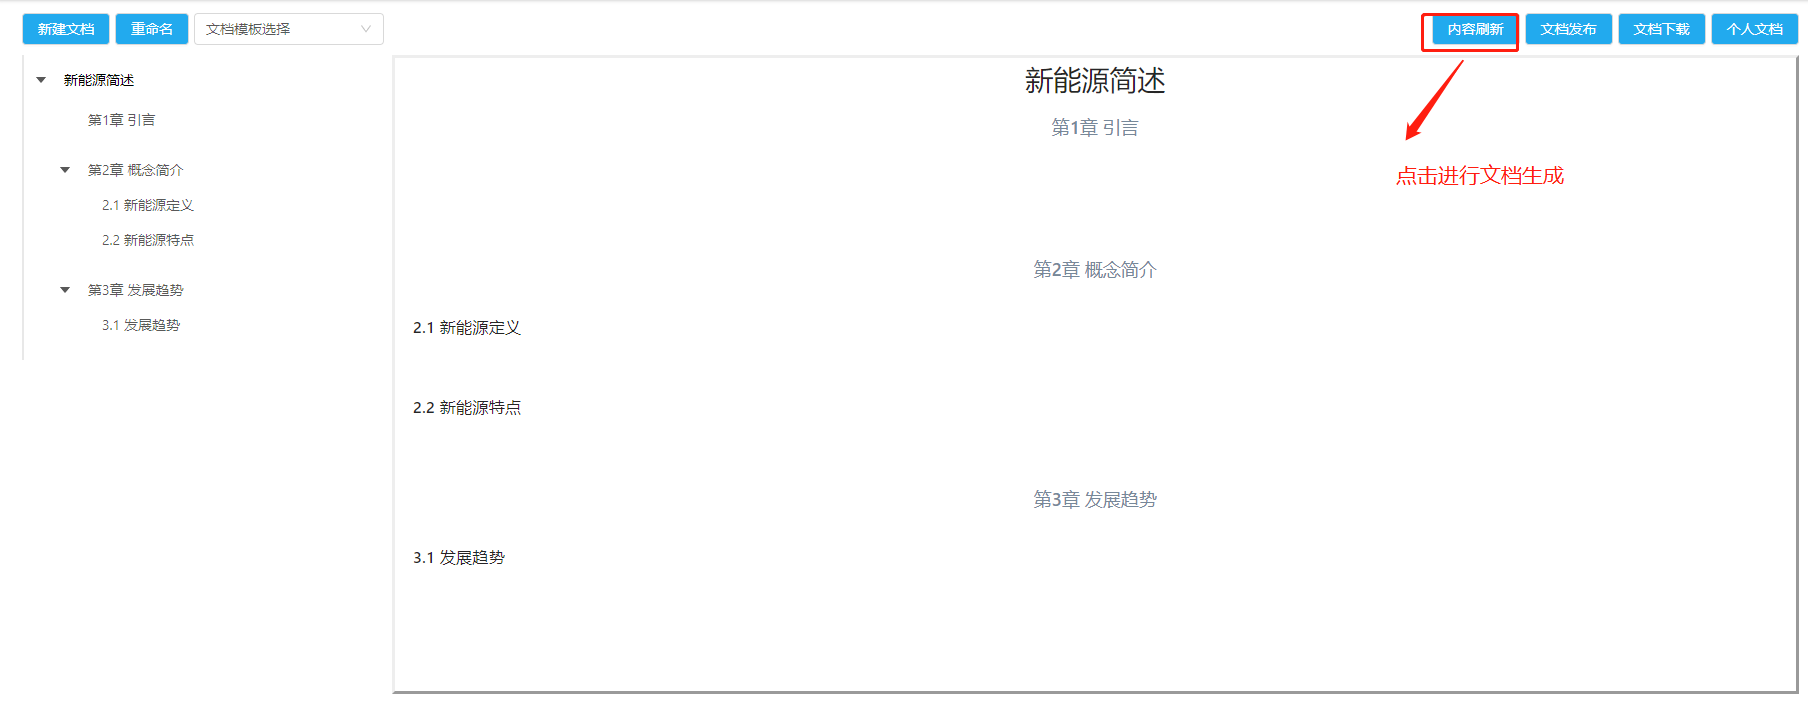 新建文档 重命名 文档模板选择 内容刷新 文档发布 文档下载 个人文档
新能源简述
第1章 引言
第2章 概念简介
2.1 新能源定义
2.2 新能源特点
第3章 发展趋势
3.1 发展趋势
新能源简述
第1章 引言
点击进行文档生成
第2章 概念简介
2.1 新能源定义
2.2 新能源特点
第3章 发展趋势
3.1 发展趋势